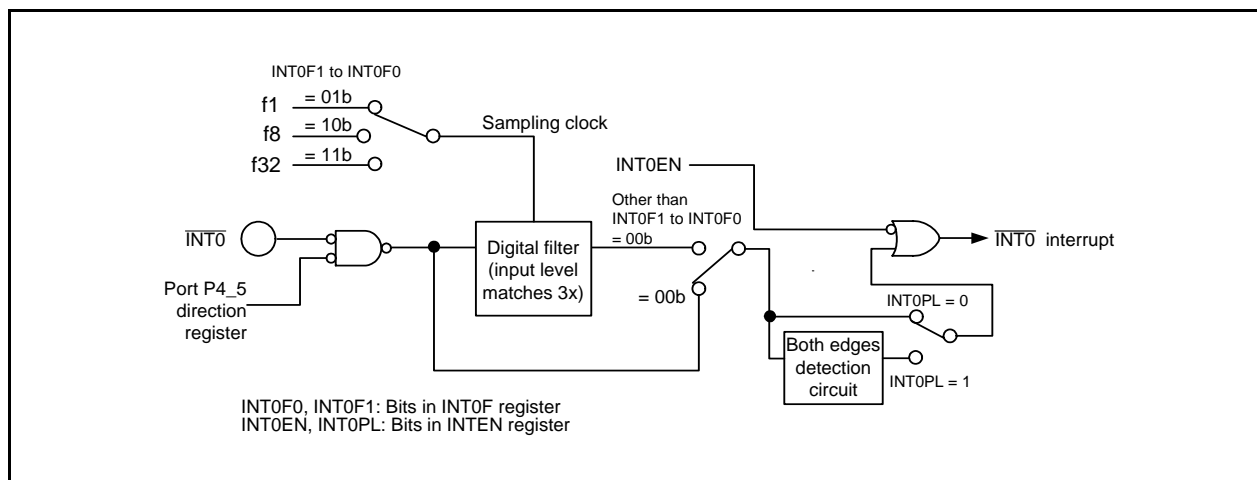 INT0F1 to INT0F0
f1
= 01b
f8
= 10b
f32
= 11b
Sampling clock
INT0EN
Other than
INT0F1 to INT0F0
= 00b
INT0
Digital filter
(input level
matches 3x)
INT0 interrupt
Port P4_5
direction
register
= 00b
INT0PL = 0
Both edges
detection
circuit
INT0PL = 1
INT0F0, INT0F1: Bits in INT0F register
INT0EN, INT0PL: Bits in INTEN register